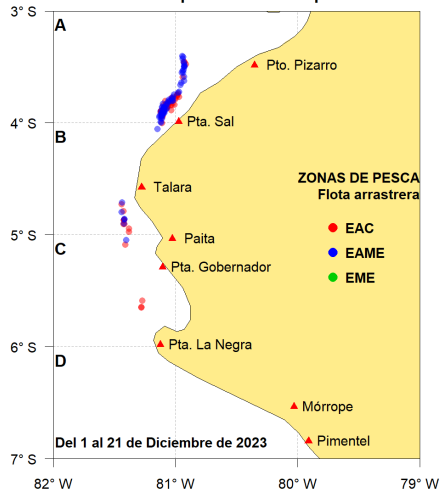 3° S
A
Pto. Pizarro
4° S
Pta. Sal
B
ZONAS DE PESCA
Flota arrastrera
Talara
EAC
5° S
Paita
EAME
C
Pta. Gobernador
EME
6° S
Pta. La Negra
D
Mórrope
Del 1 al 21 de Diciembre de 2023
Pimentel
7° S
82° W
81° W
80° W
79° W